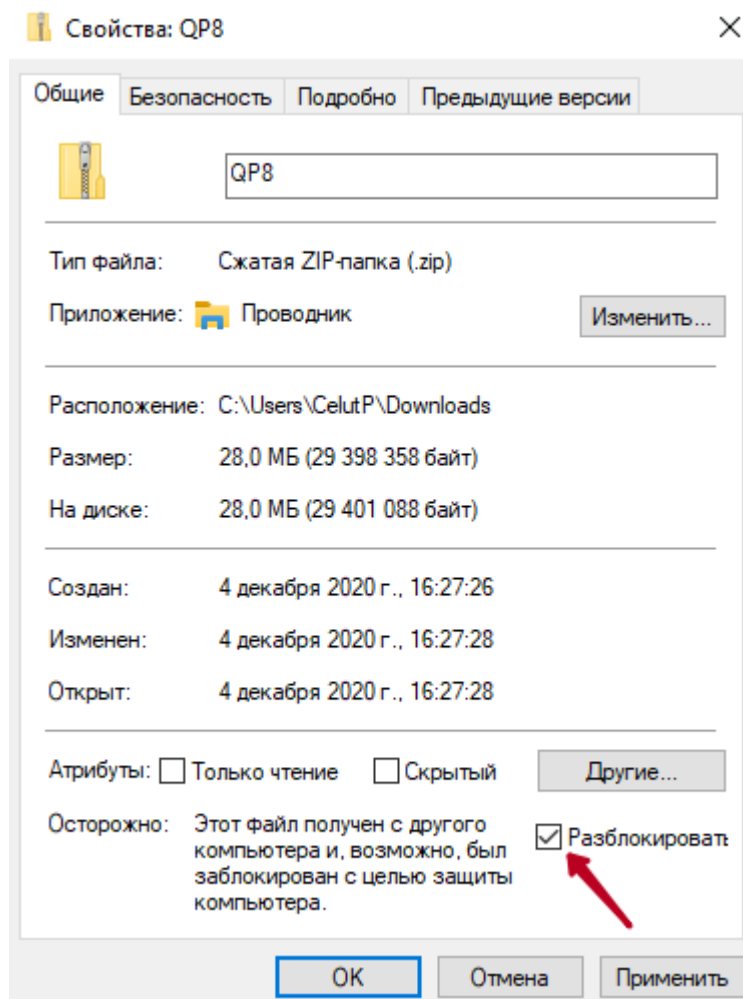 Свойства: QP8
Общие Безопасность Подробно Предыдущие версии
QP8
Тип файла: Сжатая ZIP-папка (.zip)
Приложение: Проводник Изменить...
Расположение: C:\Users\CelutP\Downloads
Размер: 28,0 МБ (29 398 358 байт)
На диске: 28,0 МБ (29 401 088 байт)
Создан: 4 декабря 2020 г., 16:27:26
Изменен: 4 декабря 2020 г., 16:27:28
Открыт: 4 декабря 2020 г., 16:27:28
Атрибуты: Только чтение Скрытый Другие...
Осторожно: Этот файл получен с другого Разблокировать
компьютера и, возможно, был
заблокирован с целью защиты
компьютера.
ОК Отмена Применить